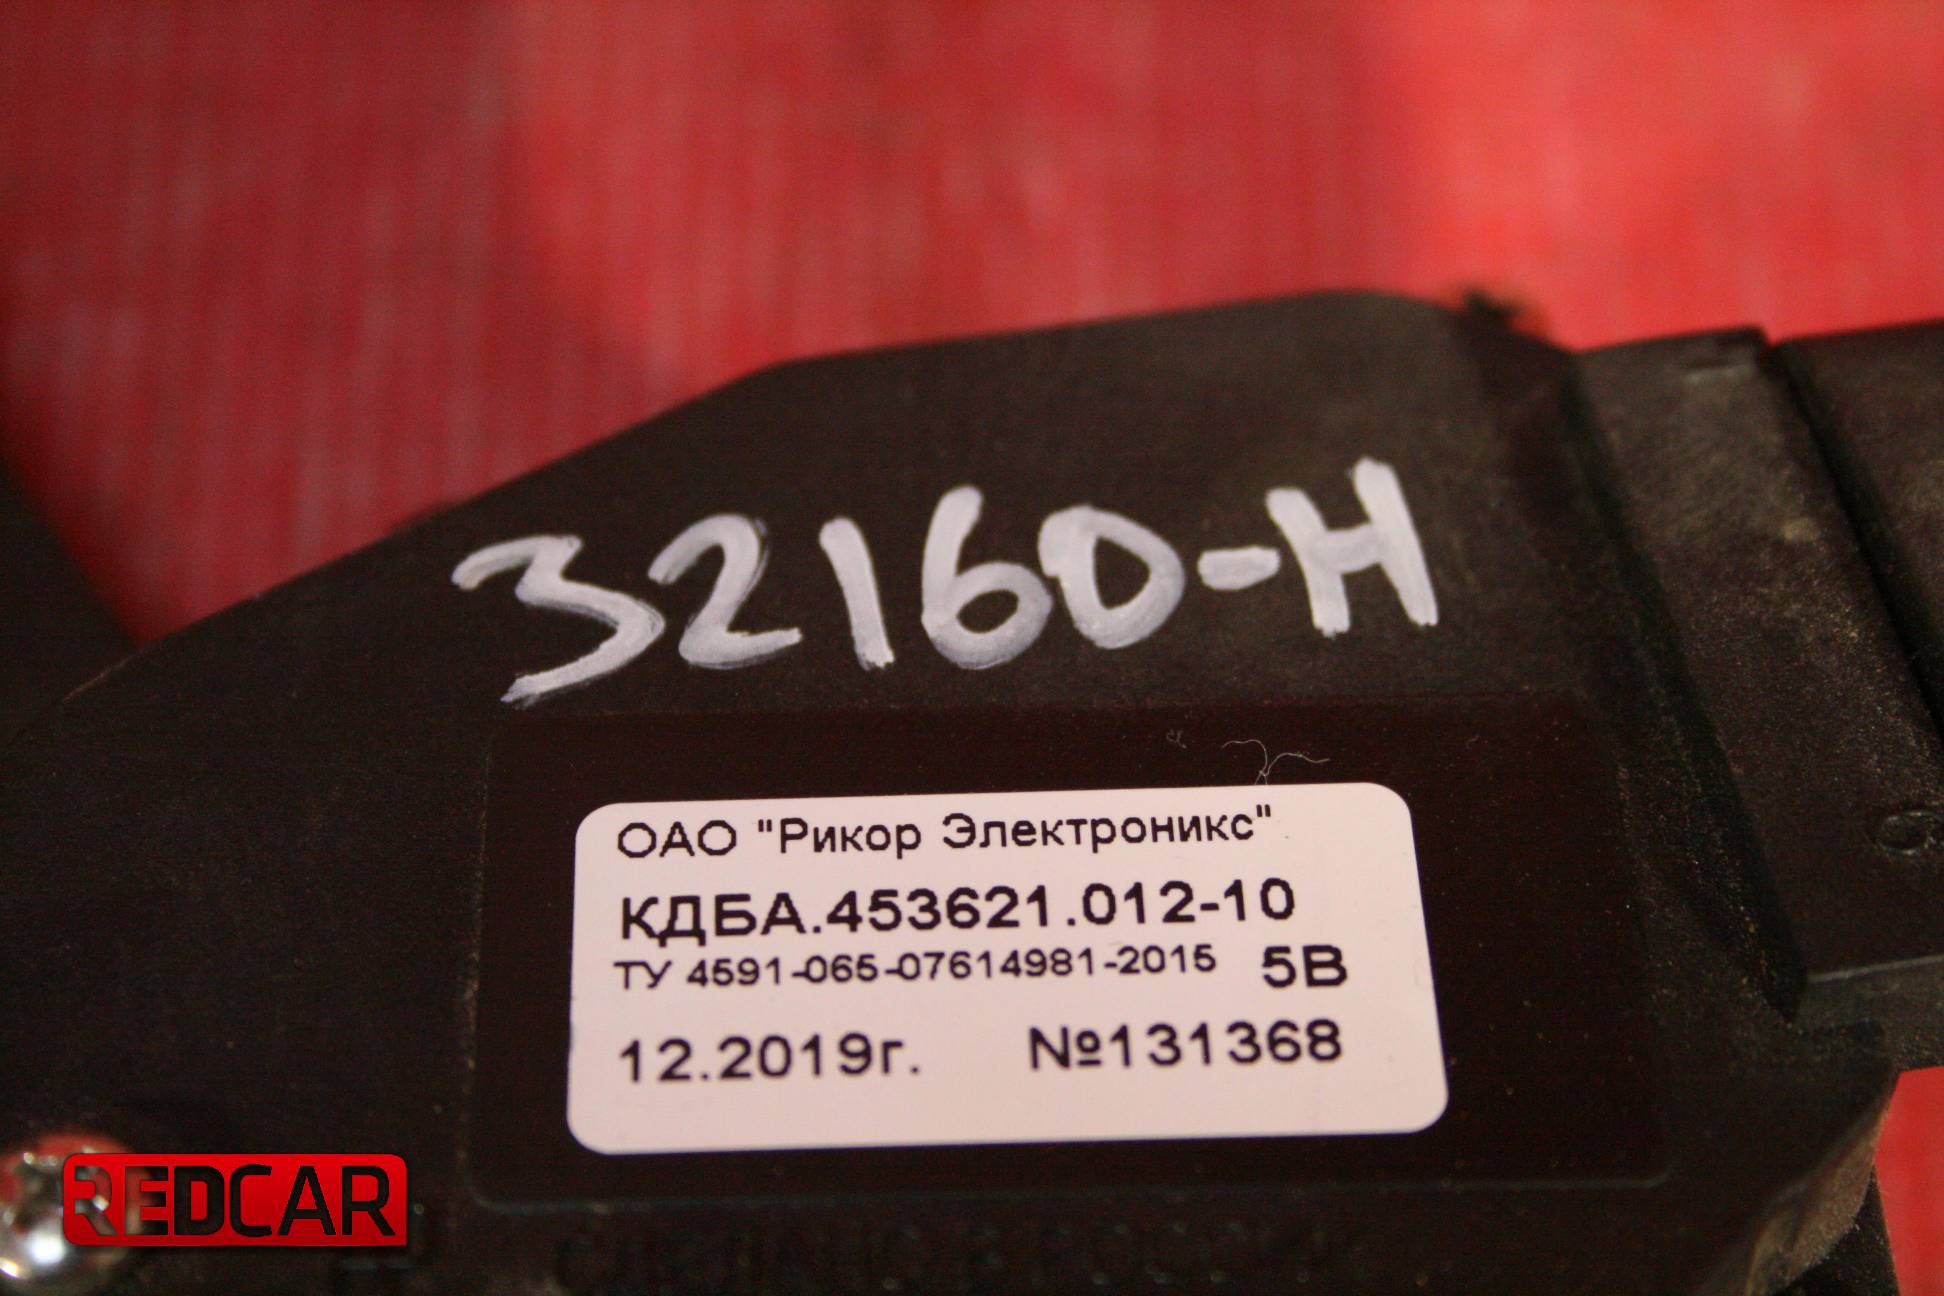 32160-H
ОАО "Рикор Электроникс"
КДБА.453621.012-10
ТУ 4591-065-07614981-2015 5В
12.2019г. №131368
REDCAR